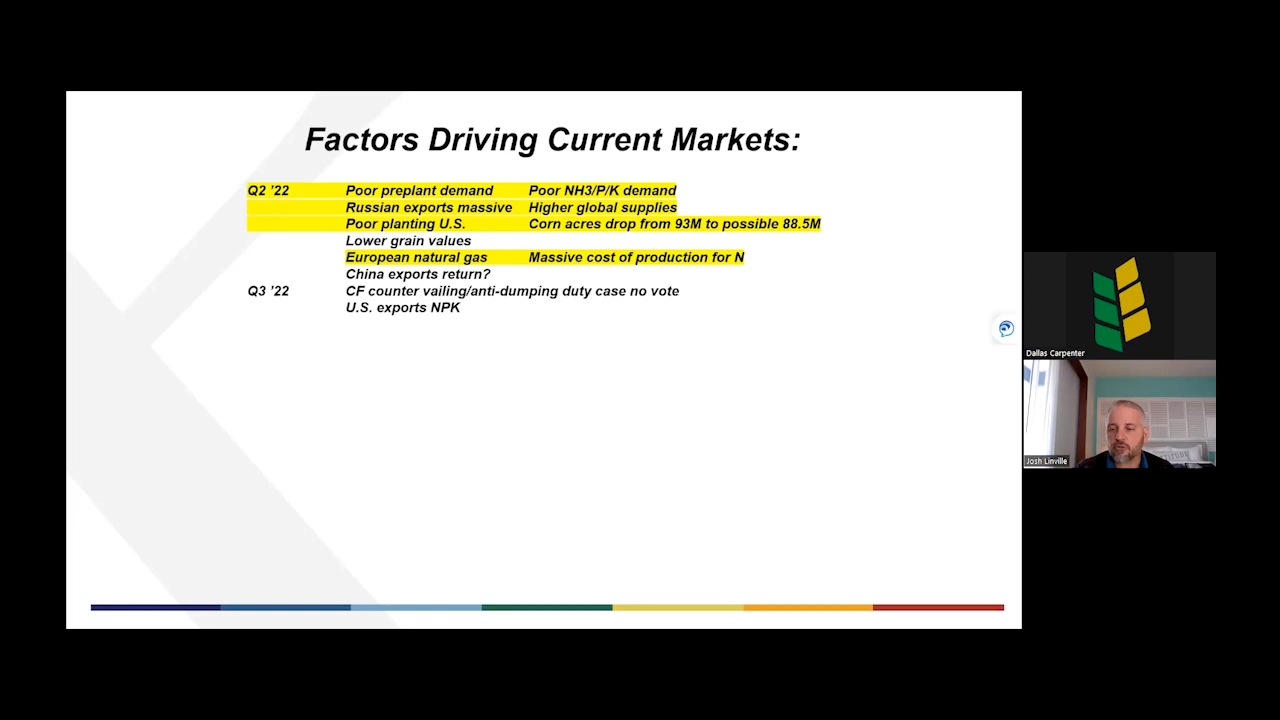 Factors Driving Current Markets:
Q2 '22 Poor preplant demand Poor NH3/P/K demand
Russian exports massive Higher global supplies
Poor planting U.S. Corn acres drop from 93M to possible 88.5M
Lower grain values
European natural gas Massive cost of production for N
China exports return?
Q3 '22 CF counter vailing/anti-dumping duty case no vote
U.S. exports NPK
Dallas Carpenter
Josh Linville